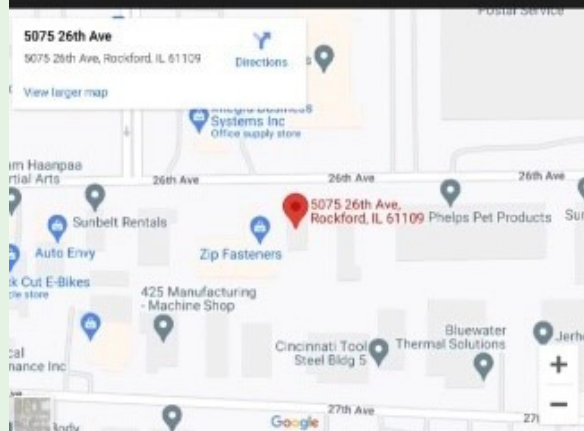 Postal Service
5075 26th Ave
5075 26th Ave, Rockford, IL 61109
Directions
View larger map
Systems Inc
Office supply store
Haanpaa
Arts
26th Ave
26th Ave
26th Ave
5075 26th Ave,
Rockford, IL 61109
Phelps Pet Products
Sunbelt Rentals
Auto Envy
Zip Fasteners
Cut E-Bikes
store
425 Manufacturing
- Machine Shop
Cincinnati Tool
Steel Bldg 5
Bluewater
Thermal Solutions
Inc
27th Ave
Google
+
−